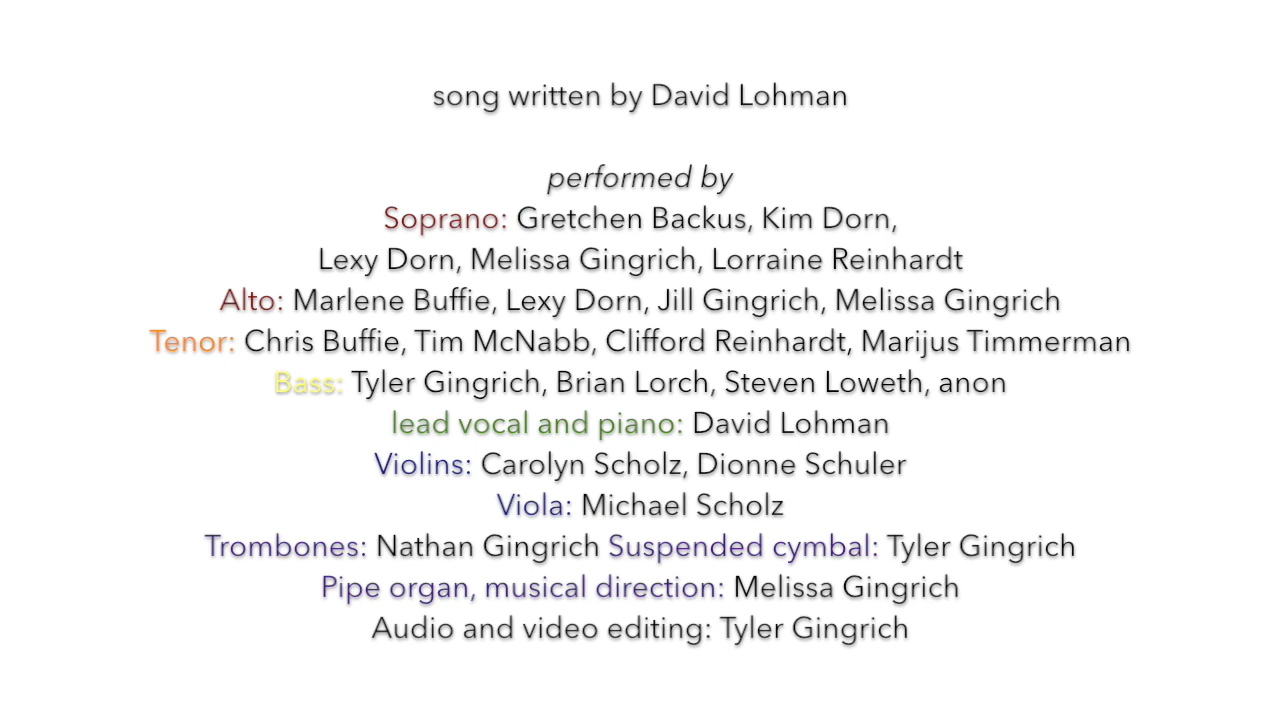 song written by David Lohman
performed by
Soprano: Gretchen Backus, Kim Dorn,
Lexy Dorn, Melissa Gingrich, Lorraine Reinhardt
Alto: Marlene Buffie, Lexy Dorn, Jill Gingrich, Melissa Gingrich
Tenor: Chris Buffie, Tim McNabb, Clifford Reinhardt, Marijus Timmerman
Bass: Tyler Gingrich, Brian Lorch, Steven Loweth, anon
lead vocal and piano: David Lohman
Violins: Carolyn Scholz, Dionne Schuler
Viola: Michael Scholz
Trombones: Nathan Gingrich Suspended cymbal: Tyler Gingrich
Pipe organ, musical direction: Melissa Gingrich
Audio and video editing: Tyler Gingrich